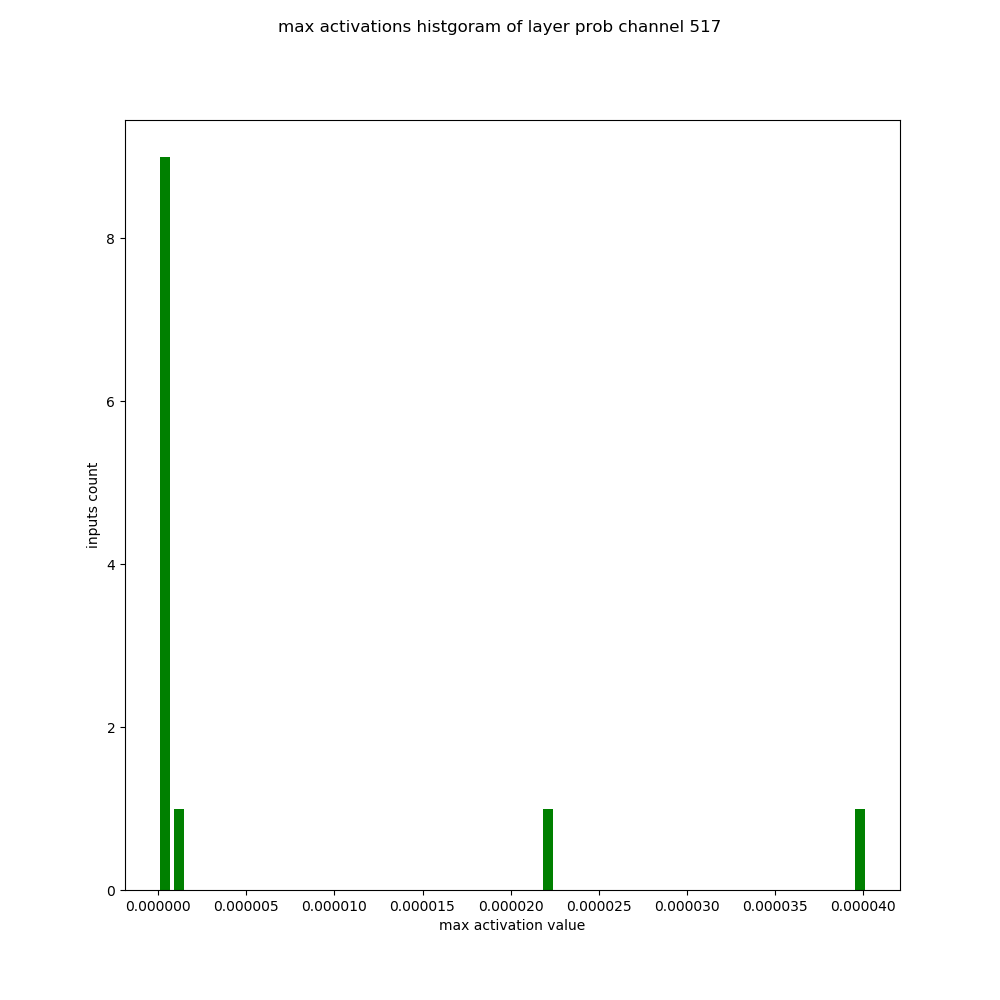 max activations histgoram of layer prob channel 517
8
6
4
2
0
inputs count
0.000000 0.000005 0.000010 0.000015 0.000020 0.000025 0.000030 0.000035 0.000040
max activation value